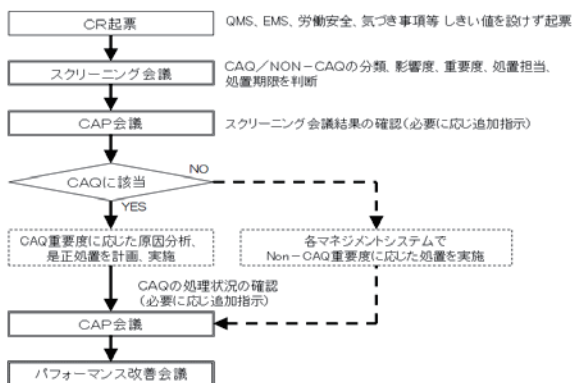 CR起票
QMS、EMS、労働安全、気づき事項等 しきい値を設けず起票
スクリーニング会議
CAQ/NON-CAQの分類、影響度、重要度、処置担当、
処置期限を判断
CAP会議
スクリーニング会議結果の確認(必要に応じ追加指示)
CAQに該当
NO
YES
CAQ重要度に応じた原因分析、
是正処置を計画、実施
各マネジメントシステムで
Non-CAQ重要度に応じた処置を実施
CAQの処理状況の確認
(必要に応じ追加指示)
CAP会議
パフォーマンス改善会議